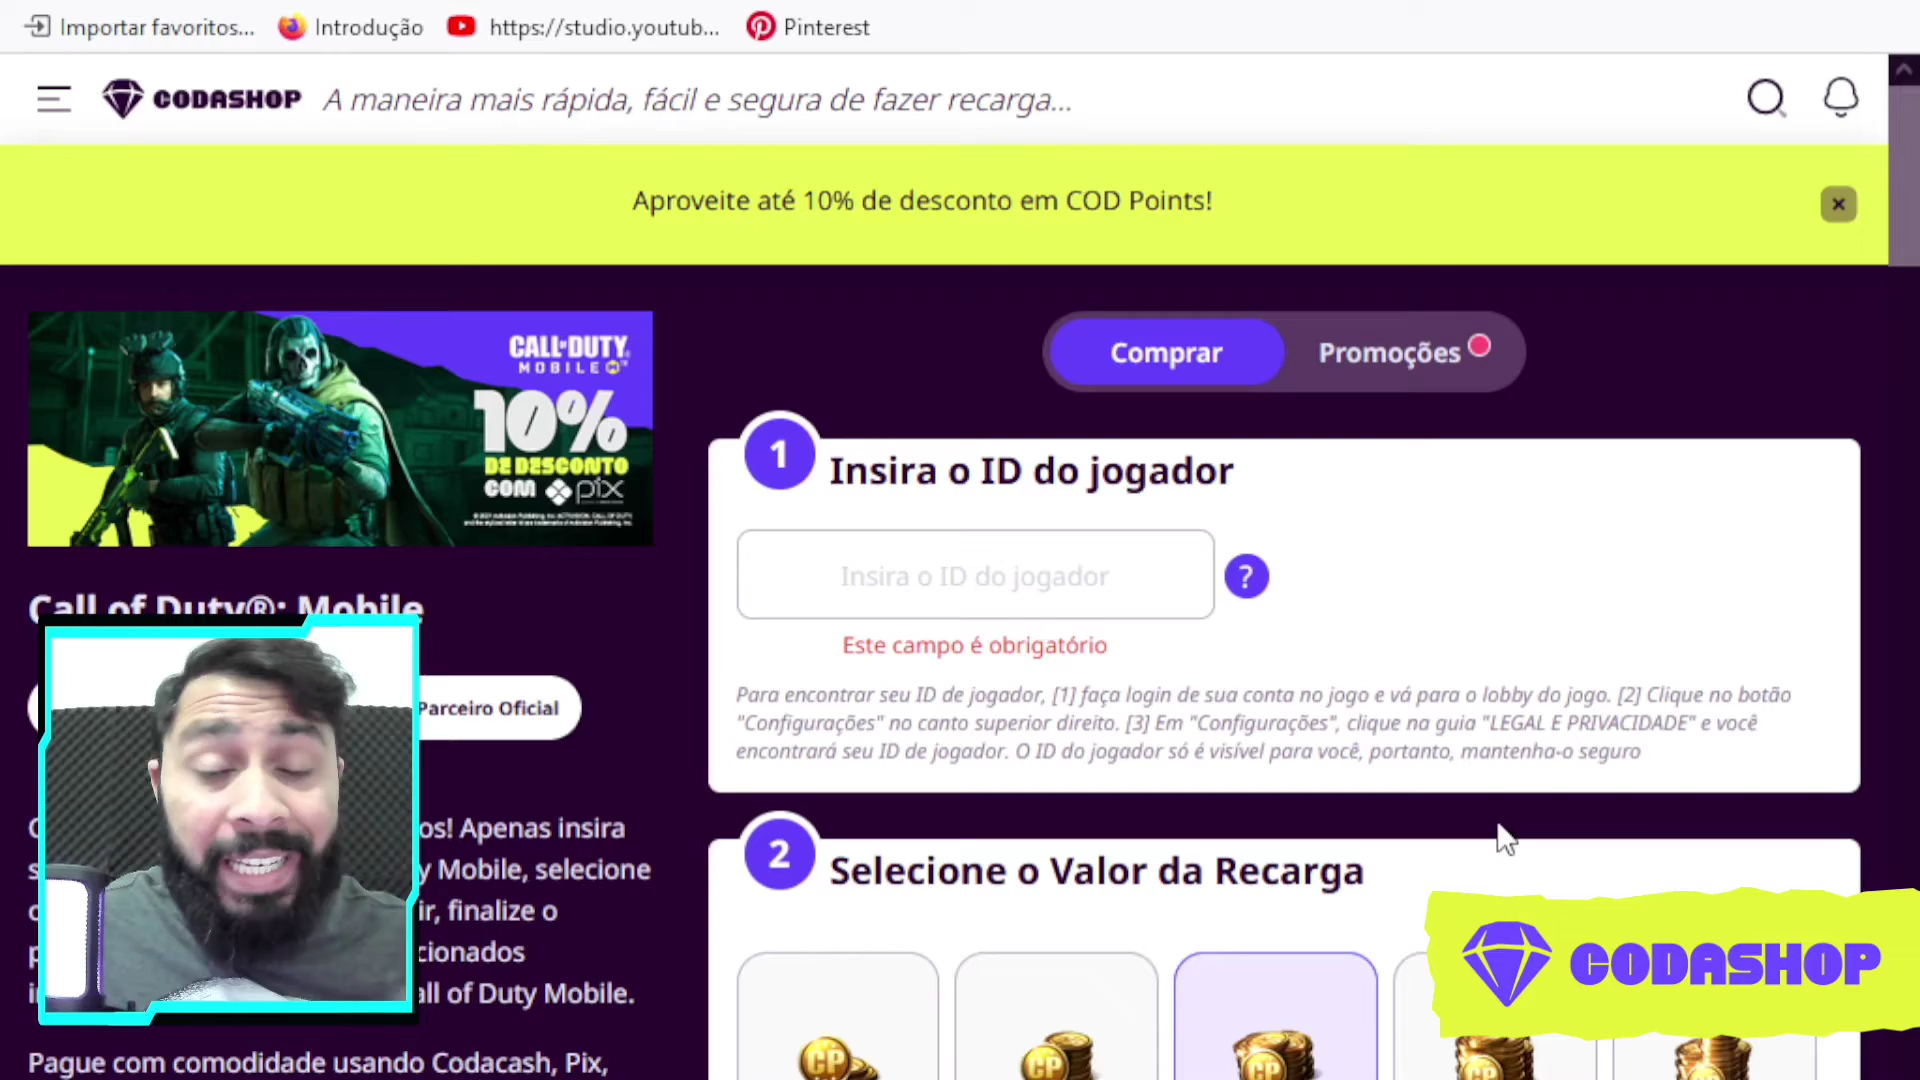 Importar favoritos...
Introdução
https://studio.youtub...
Pinterest
CODASHOP
A maneira mais rápida, fácil e segura de fazer recarga...
Aproveite até 10% de desconto em COD Points!
CALL OF DUTY
MOBILE
10%
DE DESCONTO
COM pix
Call of Duty®: Mobile
Parceiro Oficial
os! Apenas insira
y Mobile, selecione
ir, finalize o
cionados
all of Duty Mobile.
Pague com comodidade usando Codacash, Pix,
Comprar
Promoções
1
Insira o ID do jogador
Insira o ID do jogador
?
Este campo é obrigatório
Para encontrar seu ID de jogador, [1] faça login de sua conta no jogo e vá para o lobby do jogo. [2] Clique no botão
"Configurações" no canto superior direito. [3] Em "Configurações", clique na guia "LEGAL E PRIVACIDADE" e você
encontrará seu ID de jogador. O ID do jogador só é visível para você, portanto, mantenha-o seguro
2
Selecione o Valor da Recarga
CP
CP
CP
CP
CODASHOP